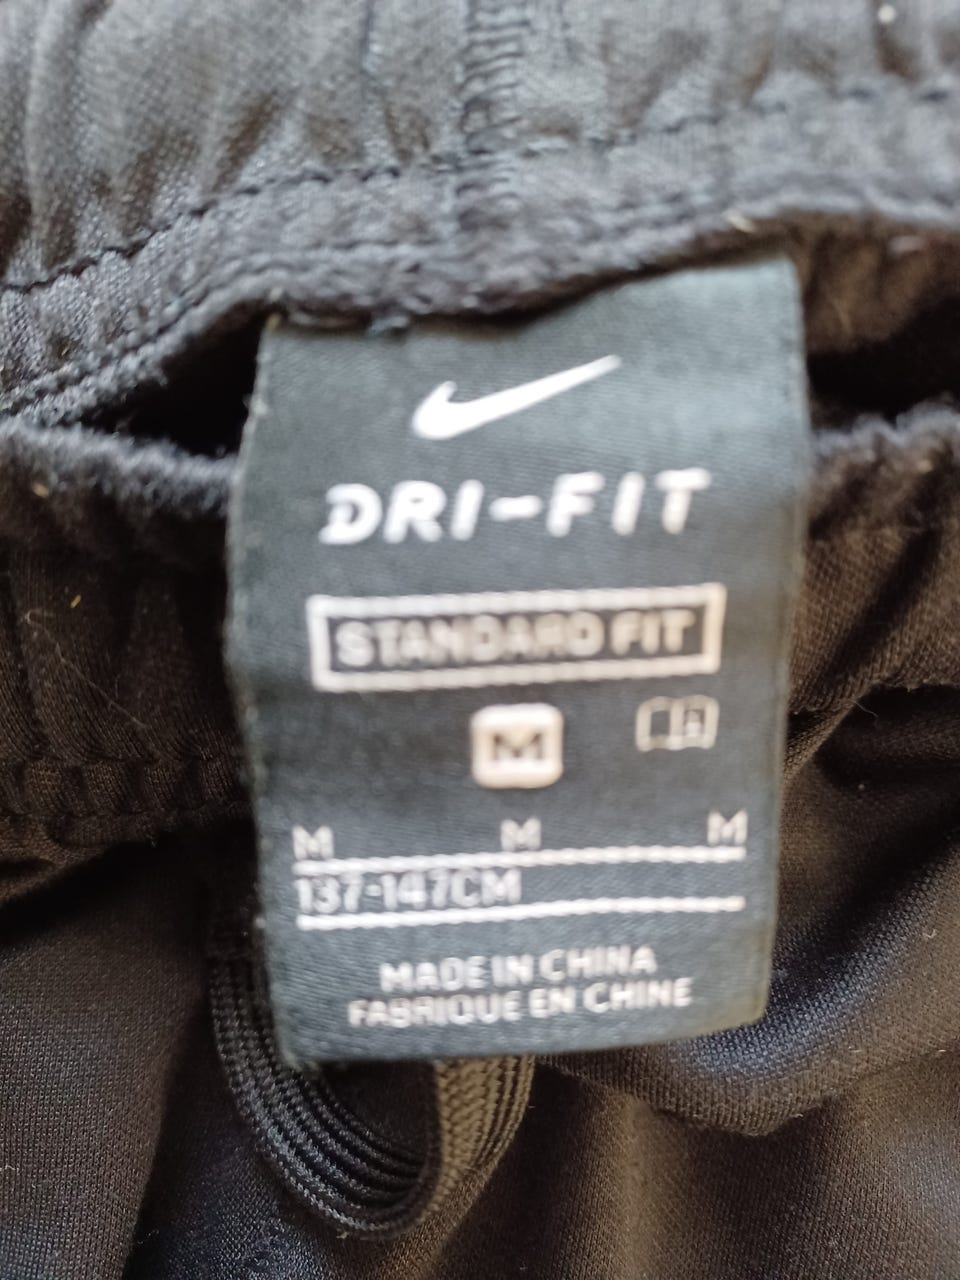 DRI-FIT
STANDARD FIT
M
M M M
137-147CM
MADE IN CHINA
FABRIQUE EN CHINE